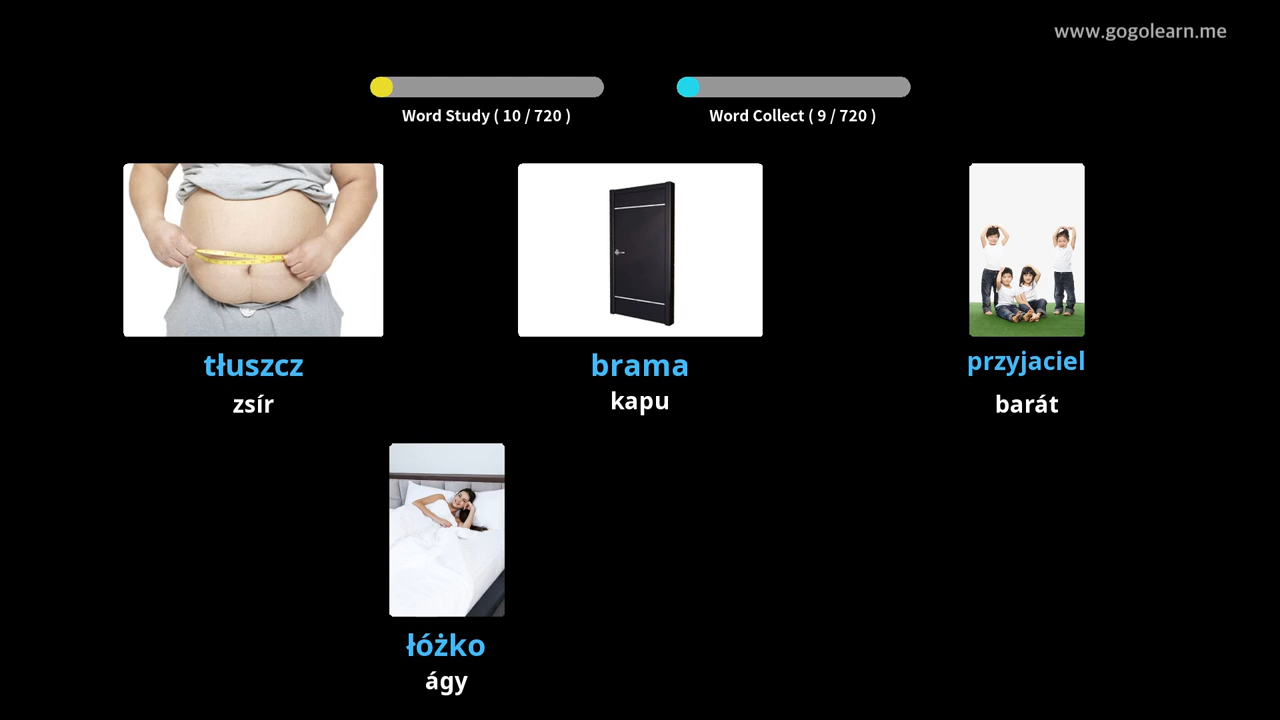 www.gogolearn.me
Word Study ( 10 / 720 )
Word Collect ( 9 / 720 )
tłuszcz
zsír
brama
kapu
przyjaciel
barát
łóżko
ágy